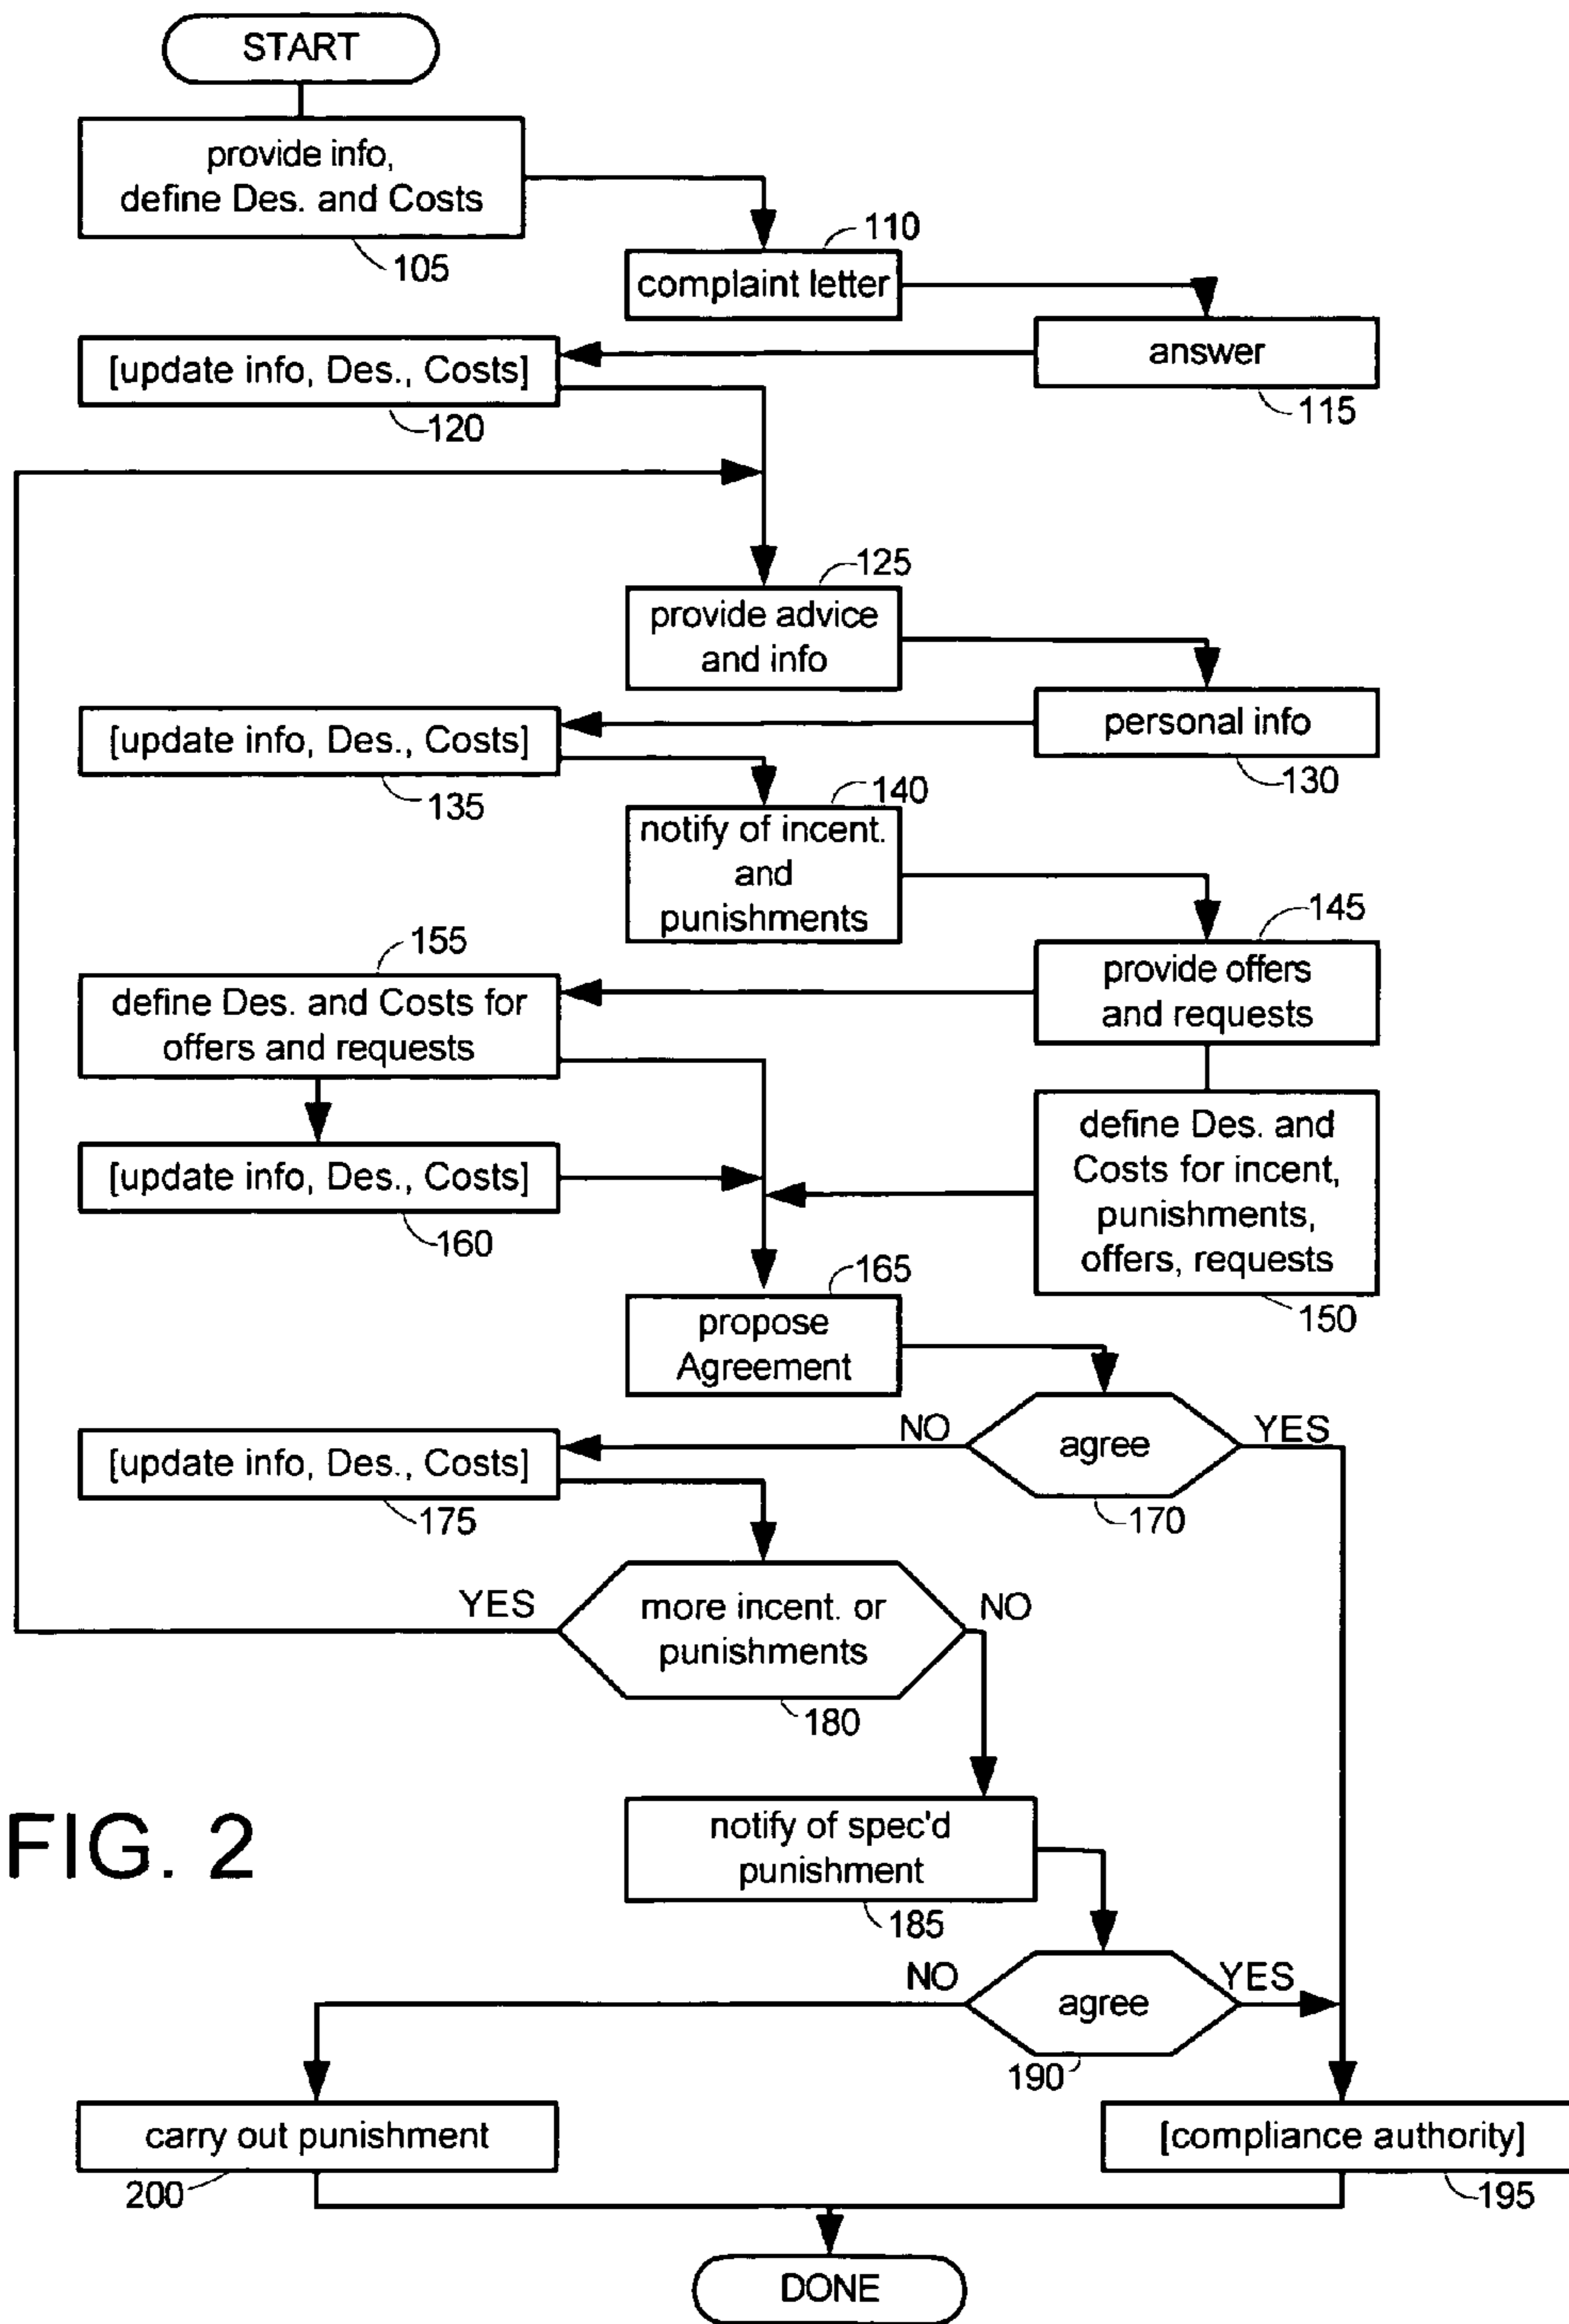 START
provide info,
define Des. and Costs
105
110
complaint letter
answer
115
[update info, Des., Costs]
120
125
provide advice
and info
personal info
130
[update info, Des., Costs]
135
140
notify of incent.
and
punishments
145
provide offers
and requests
155
define Des. and Costs for
offers and requests
define Des. and
Costs for incent,
punishments,
offers, requests
150
[update info, Des., Costs]
160
165
propose
Agreement
NO
agree
YES
170
[update info, Des., Costs]
175
YES
more incent. or
punishments
NO
180
FIG. 2
notify of spec'd
punishment
185
NO
agree
YES
190
carry out punishment
200
[compliance authority]
195
DONE